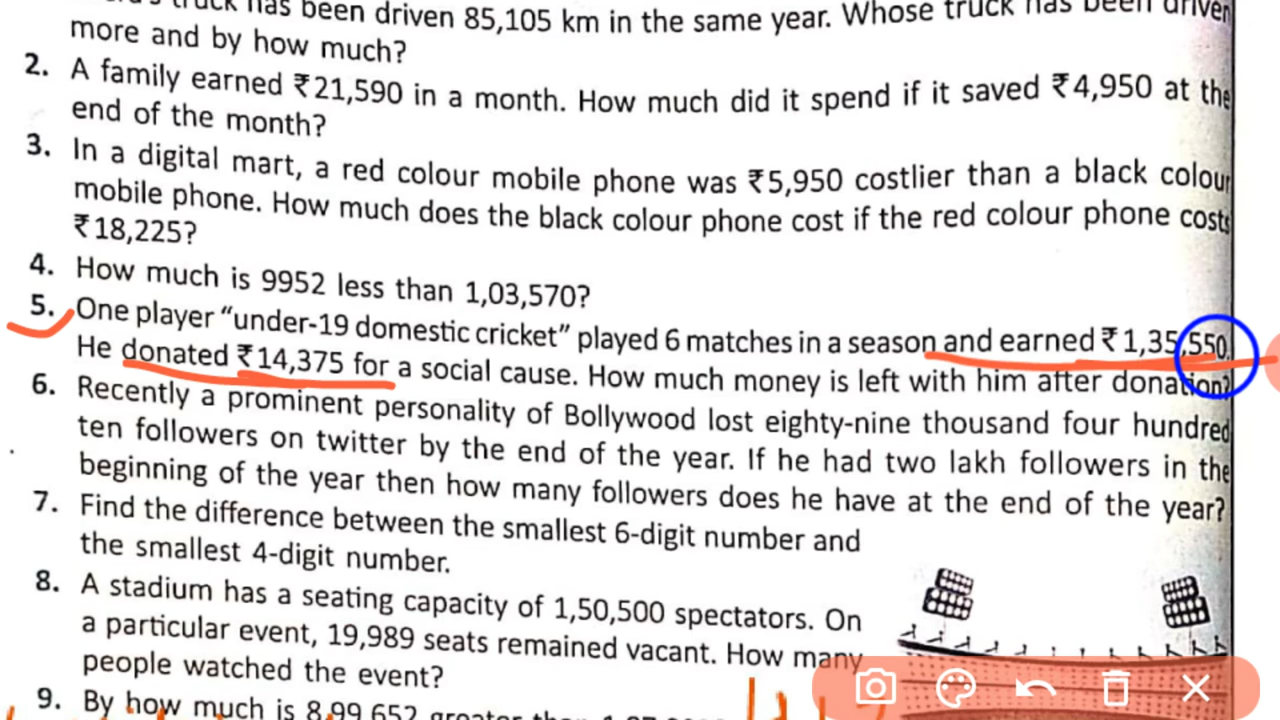 truck has been driven 85,105 km in the same year. Whose truck has been driven
more and by how much?
2. A family earned ₹21,590 in a month. How much did it spend if it saved ₹4,950 at the
end of the month?
3. In a digital mart, a red colour mobile phone was ₹5,950 costlier than a black colour
mobile phone. How much does the black colour phone cost if the red colour phone costs
₹18,225?
4. How much is 9952 less than 1,03,570?
5. One player “under-19 domestic cricket” played 6 matches in a season and earned ₹1,35,550.
He donated ₹14,375 for a social cause. How much money is left with him after donation?
6. Recently a prominent personality of Bollywood lost eighty-nine thousand four hundred
ten followers on twitter by the end of the year. If he had two lakh followers in the
beginning of the year then how many followers does he have at the end of the year?
7. Find the difference between the smallest 6-digit number and
the smallest 4-digit number.
8. A stadium has a seating capacity of 1,50,500 spectators. On
a particular event, 19,989 seats remained vacant. How many
people watched the event?
9. By how much is 8,99,652 greater than